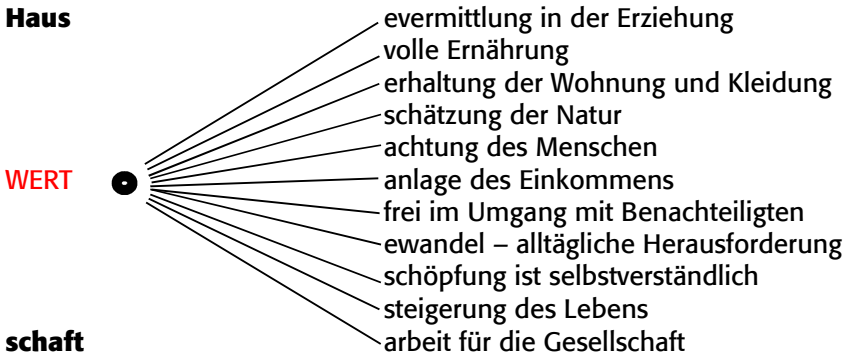 Haus evermittlung in der Erziehung
volle Ernährung
erhaltung der Wohnung und Kleidung
schätzung der Natur
achtung des Menschen
WERT anlage des Einkommens
frei im Umgang mit Benachteiligten
ewandel – alltägliche Herausforderung
schöpfung ist selbstverständlich
steigerung des Lebens
schaft arbeit für die Gesellschaft